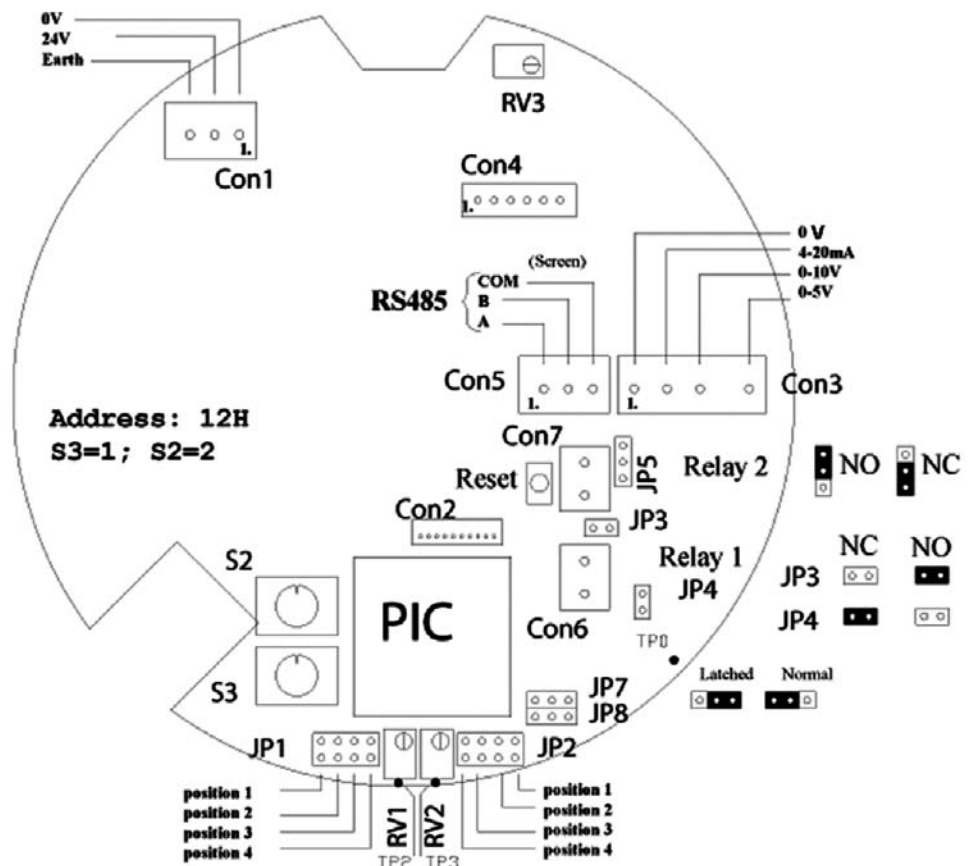 0V
24V
Earth
1.
Con1
RV3
Con4
1.
0 V
4-20mA
0-10V
0-5V
(Screen)
RS485
COM
B
A
Con5
1.
1.
Con3
Address: 12H
S3=1; S2=2
Con7
Reset
JP5
Relay 2
NO
NC
Con2
JP3
Relay 1
JP4
NC
NO
JP3
JP4
S2
PIC
Con6
TP0
S3
JP7
JP8
Latched
Normal
JP1
JP2
position 1
position 2
position 3
position 4
RV1
RV2
position 1
position 2
position 3
position 4
TP2
TP3